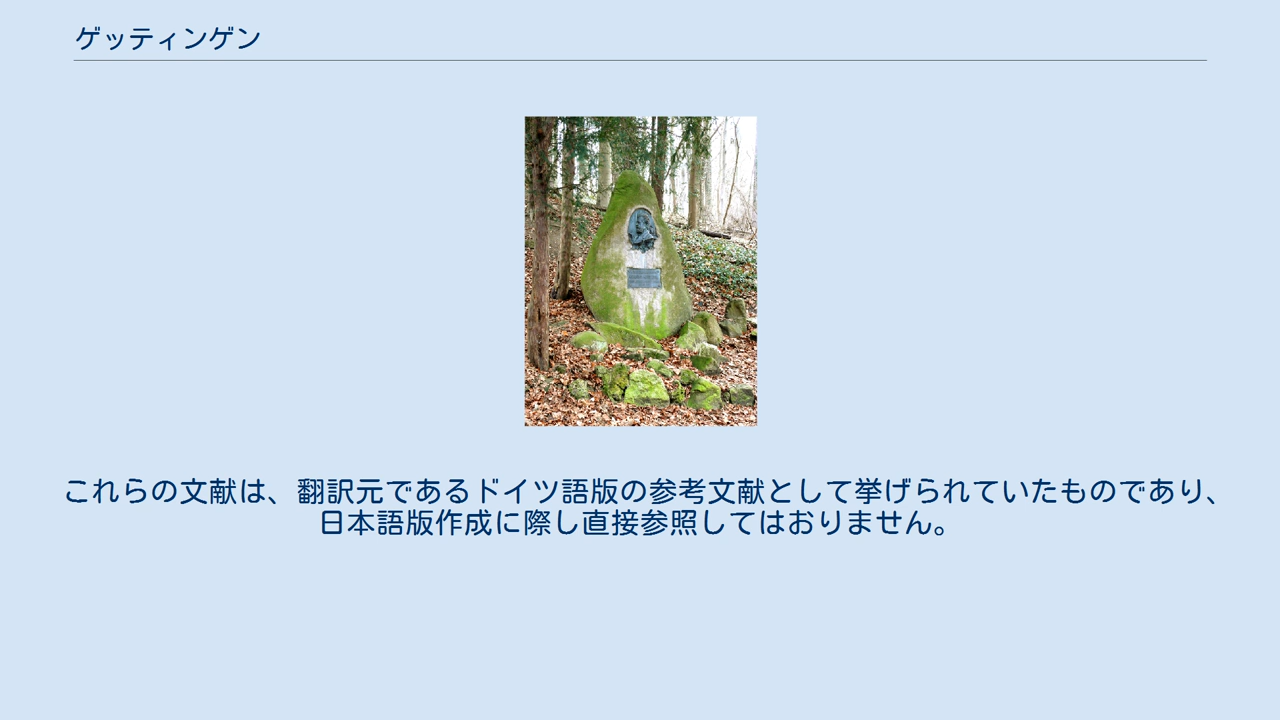 ゲッティンゲン
これらの文献は、翻訳元であるドイツ語版の参考文献として挙げられていたものであり、
日本語版作成に際し直接参照してはおりません。